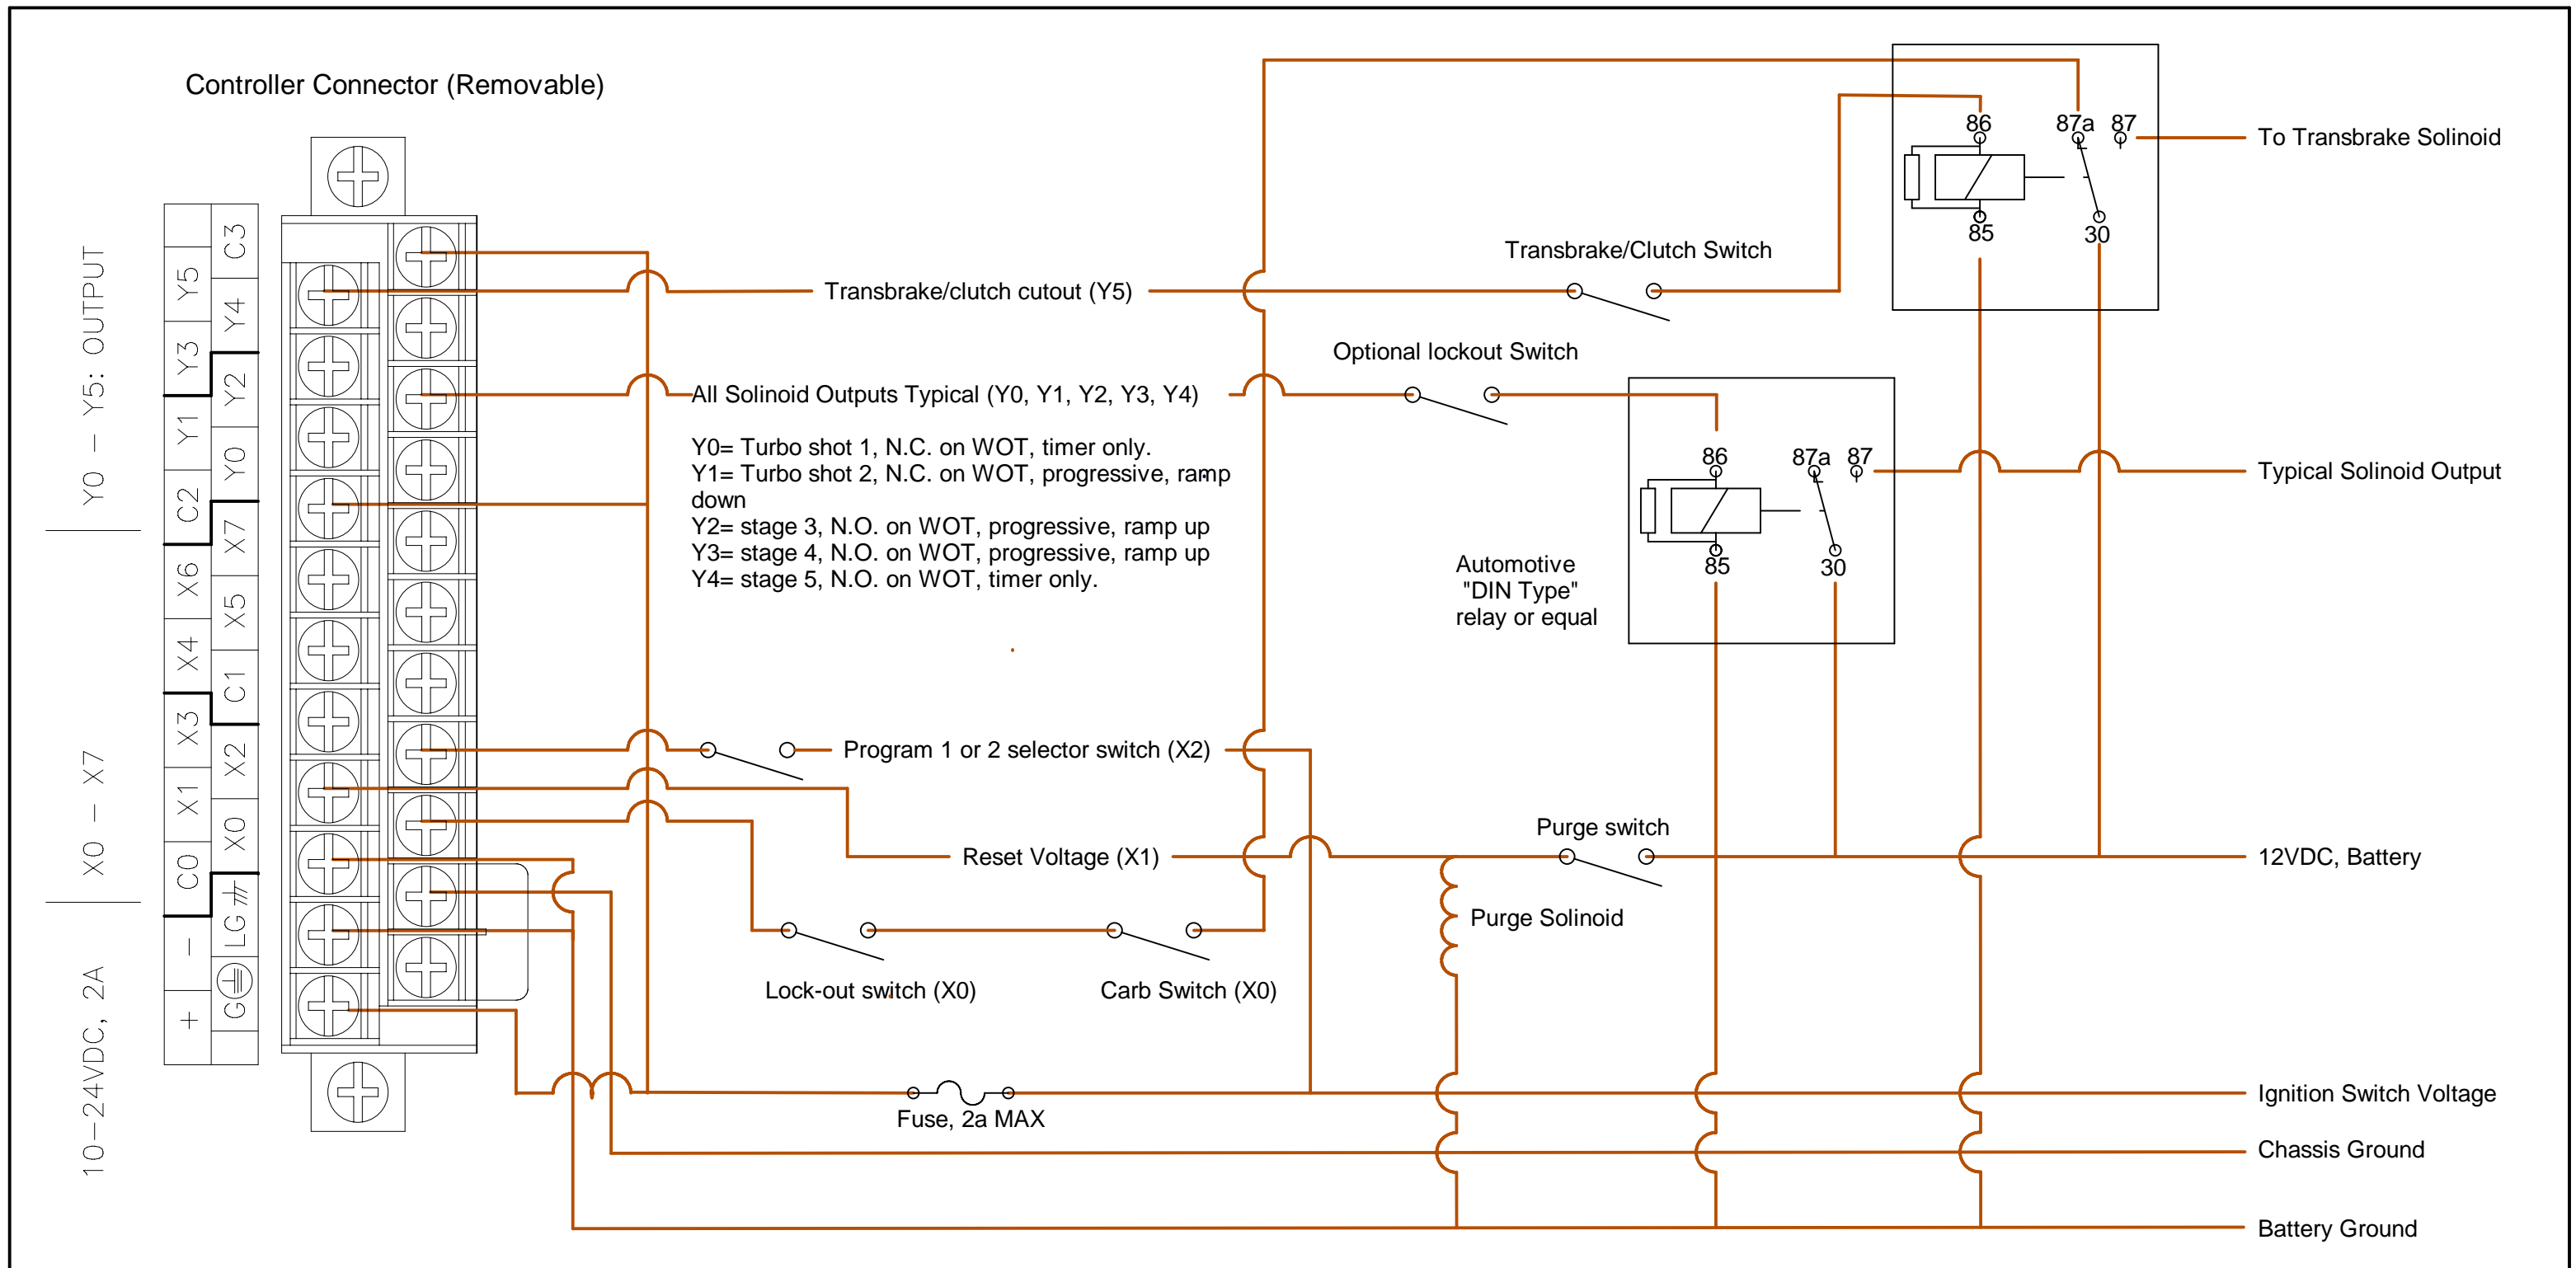 Controller Connector (Removable)
Y0 - Y5: OUTPUT
X0 - X7
10-24VDC, 2A
Y5
Y3
Y1
C2
X6
X4
X3
X1
C0
-
+
C3
Y4
Y2
Y0
X7
X5
C1
X2
X0
LG
G
86
87a
87
85
30
To Transbrake Solinoid
Transbrake/Clutch Switch
Transbrake/clutch cutout (Y5)
Optional lockout Switch
All Solinoid Outputs Typical (Y0, Y1, Y2, Y3, Y4)
Y0= Turbo shot 1, N.C. on WOT, timer only.
Y1= Turbo shot 2, N.C. on WOT, progressive, ramp
down
Y2= stage 3, N.O. on WOT, progressive, ramp up
Y3= stage 4, N.O. on WOT, progressive, ramp up
Y4= stage 5, N.O. on WOT, timer only.
86
87a
87
85
30
Typical Solinoid Output
Automotive
"DIN Type"
relay or equal
Program 1 or 2 selector switch (X2)
Purge switch
Reset Voltage (X1)
12VDC, Battery
Purge Solinoid
Lock-out switch (X0)
Carb Switch (X0)
Fuse, 2a MAX
Ignition Switch Voltage
Chassis Ground
Battery Ground